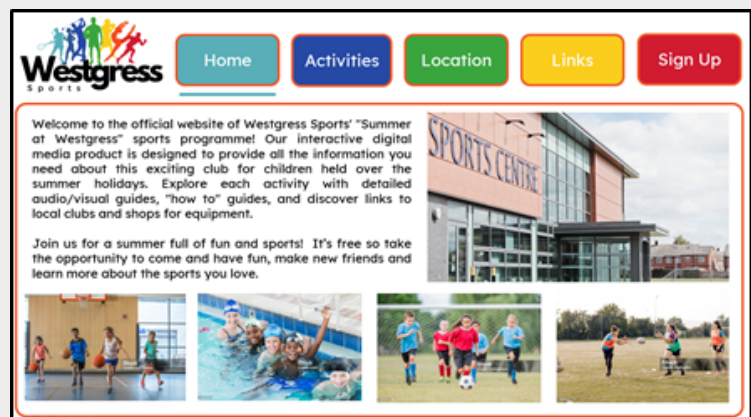 Westgress
Sports
Home
Activities
Location
Links
Sign Up
Welcome to the official website of Westgress Sports' "Summer
at Westgress" sports programme! Our interactive digital
media product is designed to provide all the information you
need about this exciting club for children held over the
summer holidays. Explore each activity with detailed
audio/visual guides, "how to" guides, and discover links to
local clubs and shops for equipment.
Join us for a summer full of fun and sports! It's free so take
the opportunity to come and have fun, make new friends and
learn more about the sports you love.
SPORTS CENTRE